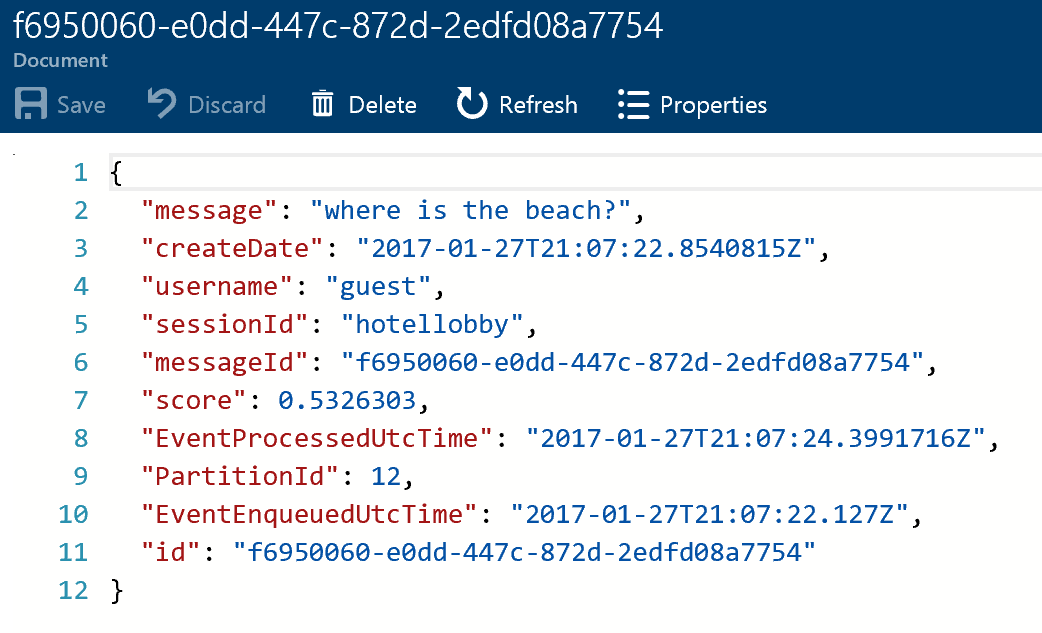 f6950060-e0dd-447c-872d-2edfd08a7754
Document
Save Discard Delete Refresh Properties
1 {
2 "message": "where is the beach?",
3 "createDate": "2017-01-27T21:07:22.8540815Z",
4 "username": "guest",
5 "sessionId": "hotellobby",
6 "messageId": "f6950060-e0dd-447c-872d-2edfd08a7754",
7 "score": 0.5326303,
8 "EventProcessedUtcTime": "2017-01-27T21:07:24.3991716Z",
9 "PartitionId": 12,
10 "EventEnqueuedUtcTime": "2017-01-27T21:07:22.127Z",
11 "id": "f6950060-e0dd-447c-872d-2edfd08a7754"
12 }